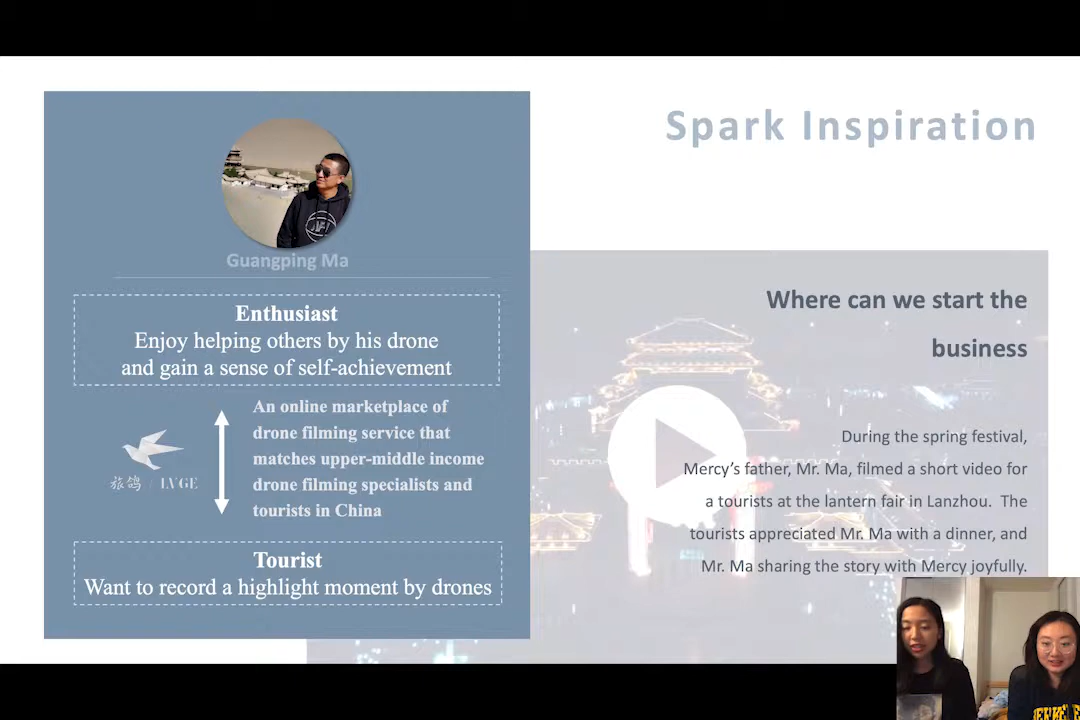 Spark Inspiration
Guangping Ma
Enthusiast
Enjoy helping others by his drone
and gain a sense of self-achievement
An online marketplace of
drone filming service that
matches upper-middle income
drone filming specialists and
tourists in China
旅鸽 / LVGE
Tourist
Want to record a highlight moment by drones
Where can we start the
business
During the spring festival,
Mercy’s father, Mr. Ma, filmed a short video for
a tourists at the lantern fair in Lanzhou. The
tourists appreciated Mr. Ma with a dinner, and
Mr. Ma sharing the story with Mercy joyfully.